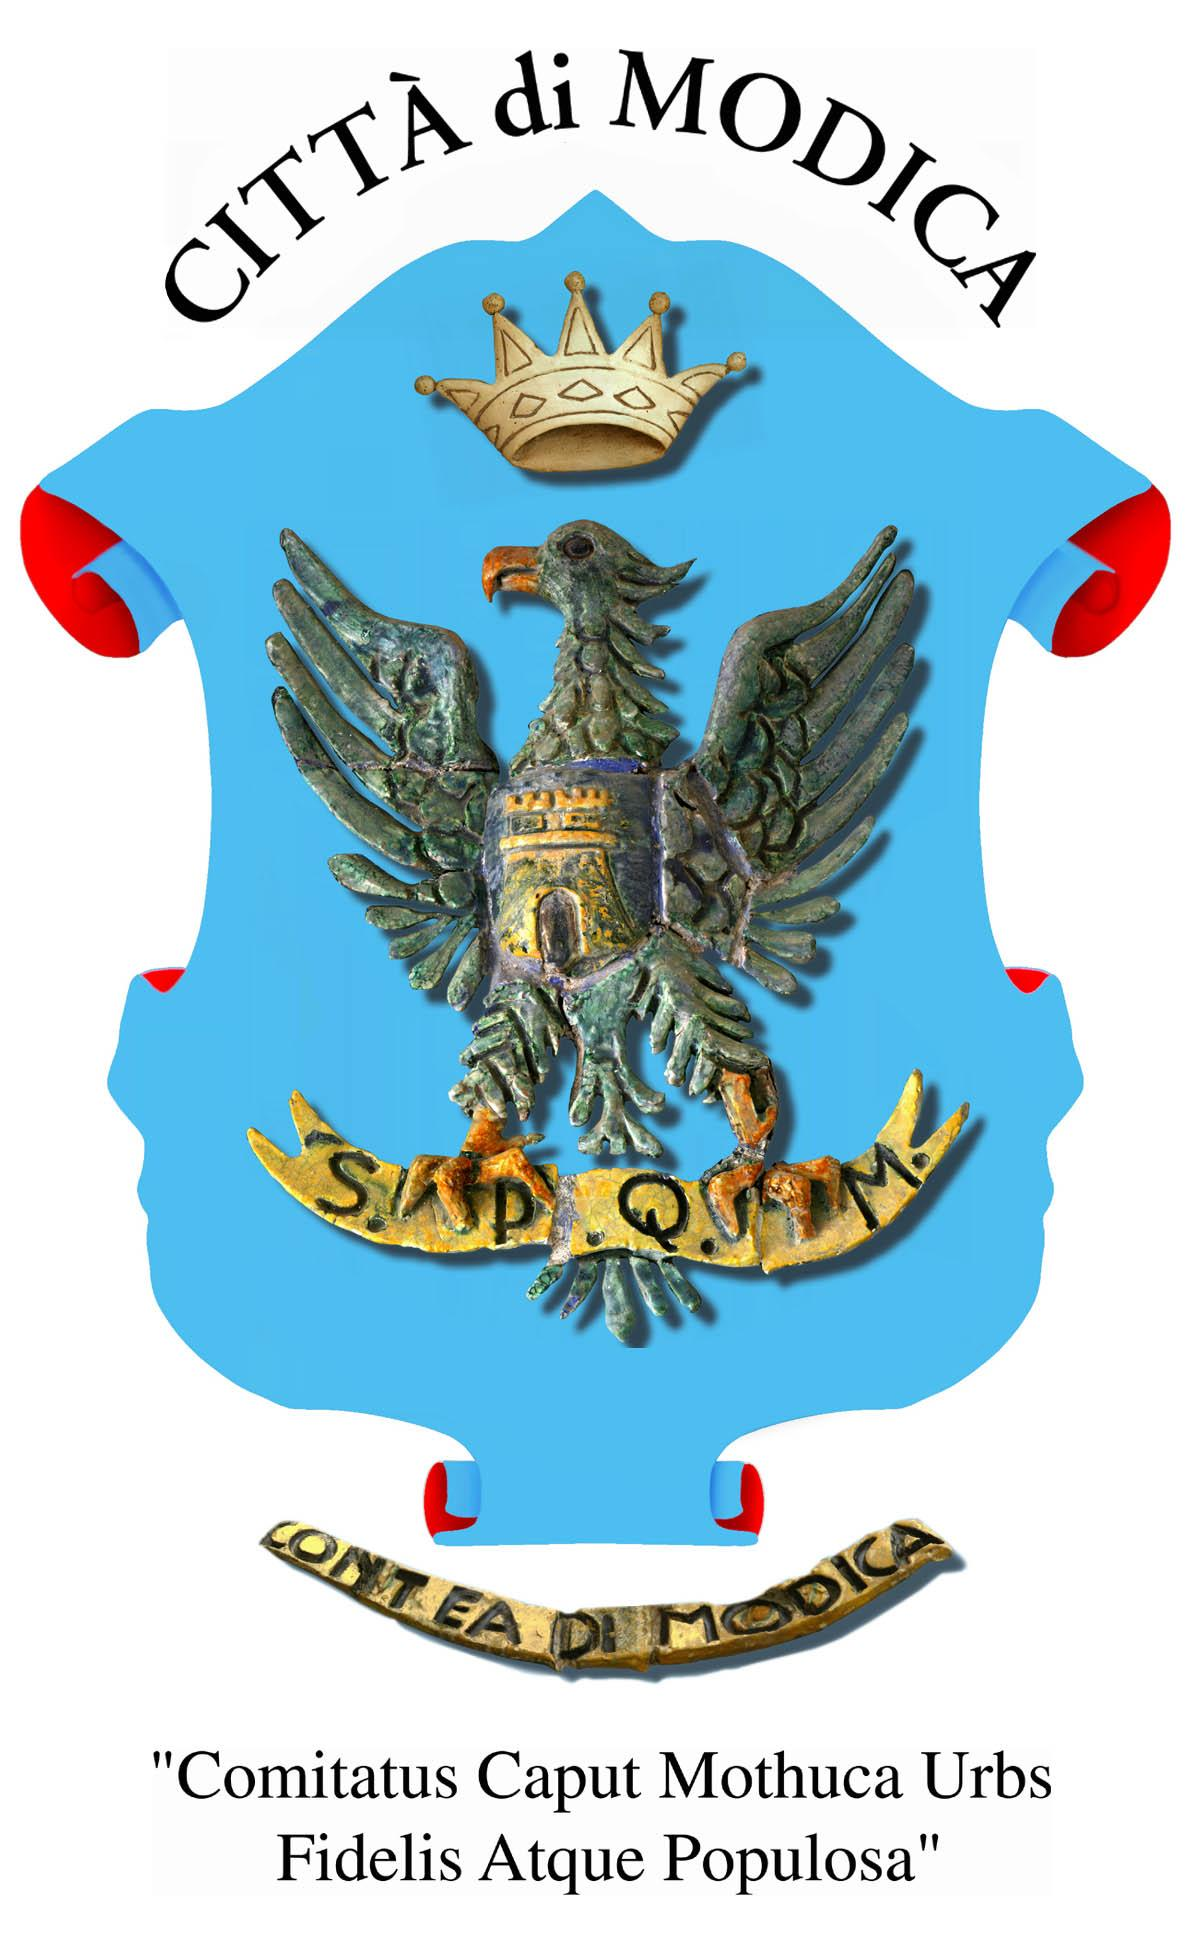 CITTÀ di MODICA
S. P. Q. M.
CONTEA DI MODICA
"Comitatus Caput Mothuca Urbs
Fidelis Atque Populosa"